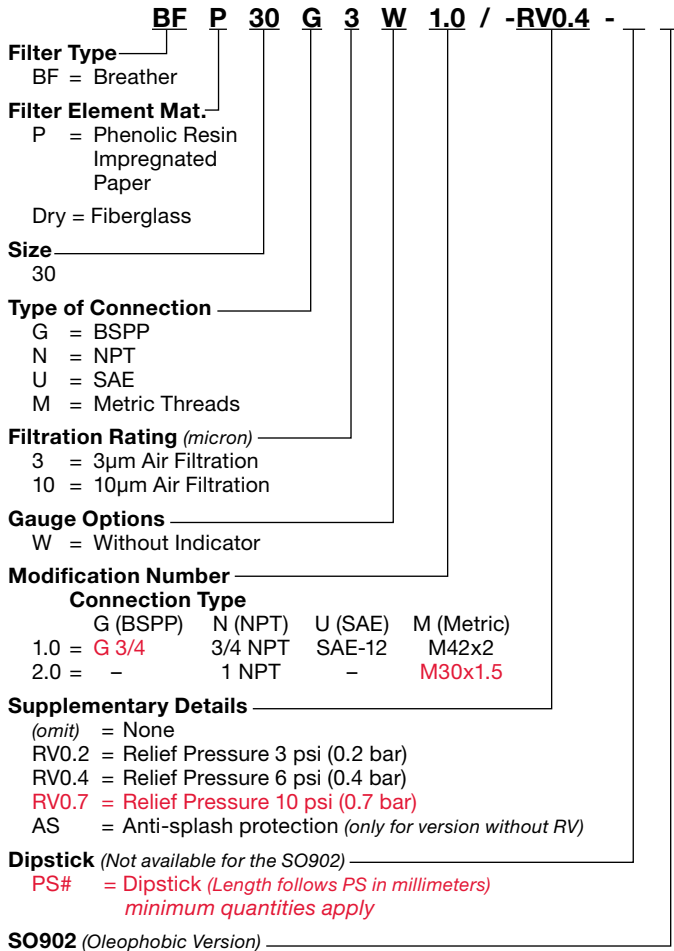 BF P 30 G 3 W 1.0 / -RV0.4 - _ _
Filter Type
BF = Breather
Filter Element Mat.
P = Phenolic Resin
Impregnated
Paper
Dry = Fiberglass
Size
30
Type of Connection
G = BSPP
N = NPT
U = SAE
M = Metric Threads
Filtration Rating (micron)
3 = 3µm Air Filtration
10 = 10µm Air Filtration
Gauge Options
W = Without Indicator
Modification Number
Connection Type
G (BSPP) N (NPT) U (SAE) M (Metric)
1.0 = G 3/4 3/4 NPT SAE-12 M42x2
2.0 = – 1 NPT – M30x1.5
Supplementary Details
(omit) = None
RV0.2 = Relief Pressure 3 psi (0.2 bar)
RV0.4 = Relief Pressure 6 psi (0.4 bar)
RV0.7 = Relief Pressure 10 psi (0.7 bar)
AS = Anti-splash protection (only for version without RV)
Dipstick (Not available for the SO902)
PS# = Dipstick (Length follows PS in millimeters)
minimum quantities apply
SO902 (Oleophobic Version)